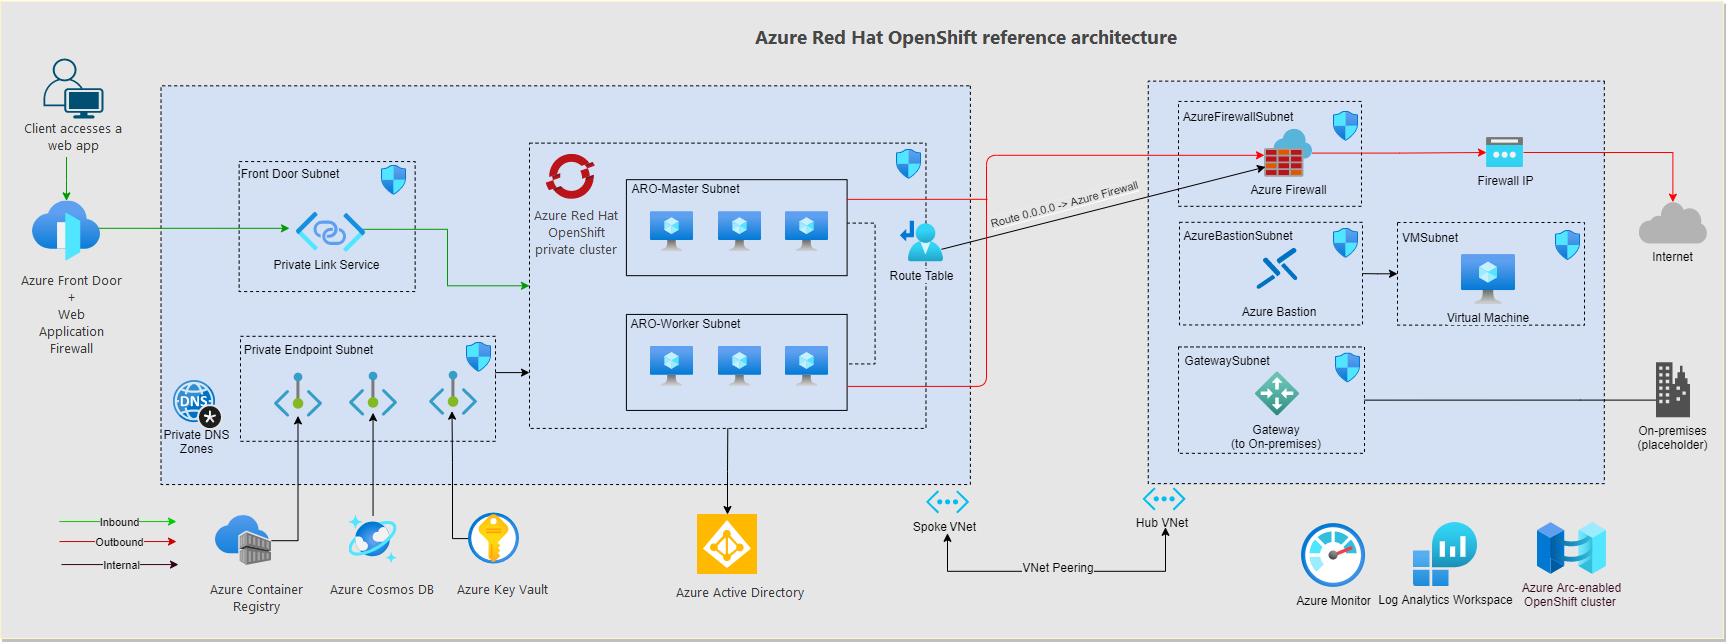 Azure Red Hat OpenShift reference architecture
Client accesses a
web app
Azure Front Door
+
Web
Application
Firewall
Front Door Subnet
Private Link Service
Private Endpoint Subnet
DNS
Private DNS
Zones
Azure Red Hat
OpenShift
private cluster
ARO-Master Subnet
ARO-Worker Subnet
Route Table
Route 0.0.0.0 -> Azure Firewall
AzureFirewallSubnet
Azure Firewall
Firewall IP
Internet
AzureBastionSubnet
Azure Bastion
VMSubnet
Virtual Machine
GatewaySubnet
Gateway
(to On-premises)
On-premises
(placeholder)
Spoke VNet
Hub VNet
VNet Peering
Inbound
Outbound
Internal
Azure Container
Registry
Azure Cosmos DB
Azure Key Vault
Azure Active Directory
Azure Monitor
Log Analytics Workspace
Azure Arc-enabled
OpenShift cluster